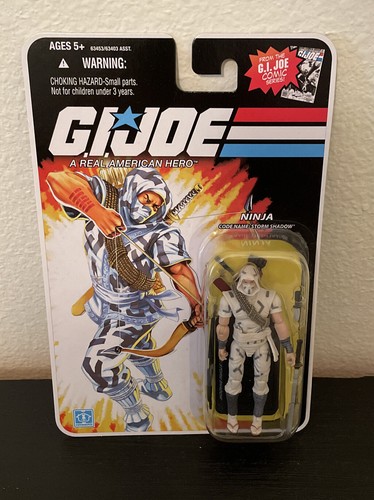 AGES 5+
63453/63403 ASST.
WARNING:
CHOKING HAZARD-Small parts.
Not for children under 3 years.
FROM THE
G.I. JOE
COMIC
SERIES!
G.I.JOE
A REAL AMERICAN HERO™
NINJA
CODE NAME: STORM SHADOW